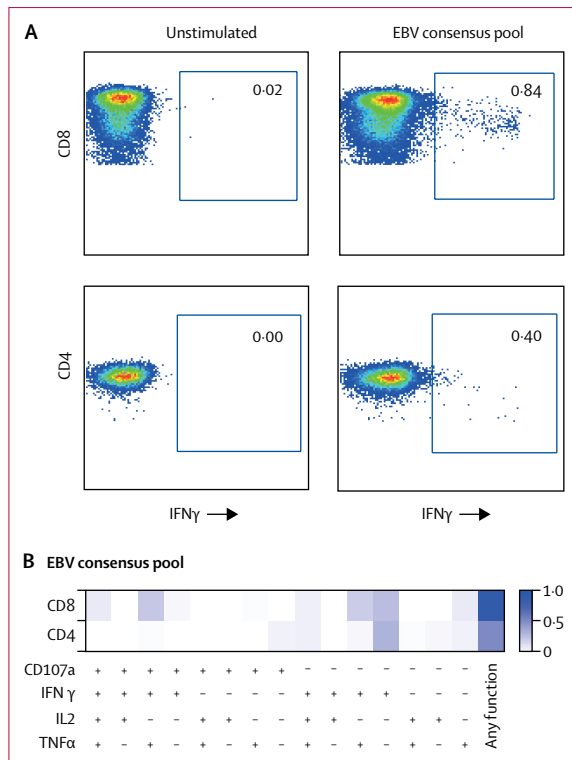 A
Unstimulated EBV consensus pool
CD8
0·02
0·84
CD4
0·00
0·40
IFNγ IFNγ
B EBV consensus pool
CD8
CD4
1·0
0·5
0
CD107a + + + + + + + + − − − − − − −
IFN γ + + + + − − − − + + + + − − −
IL2 + + − − + + − − + + − − + + −
TNFα + − + − + − + − + − + − + − +
Any function